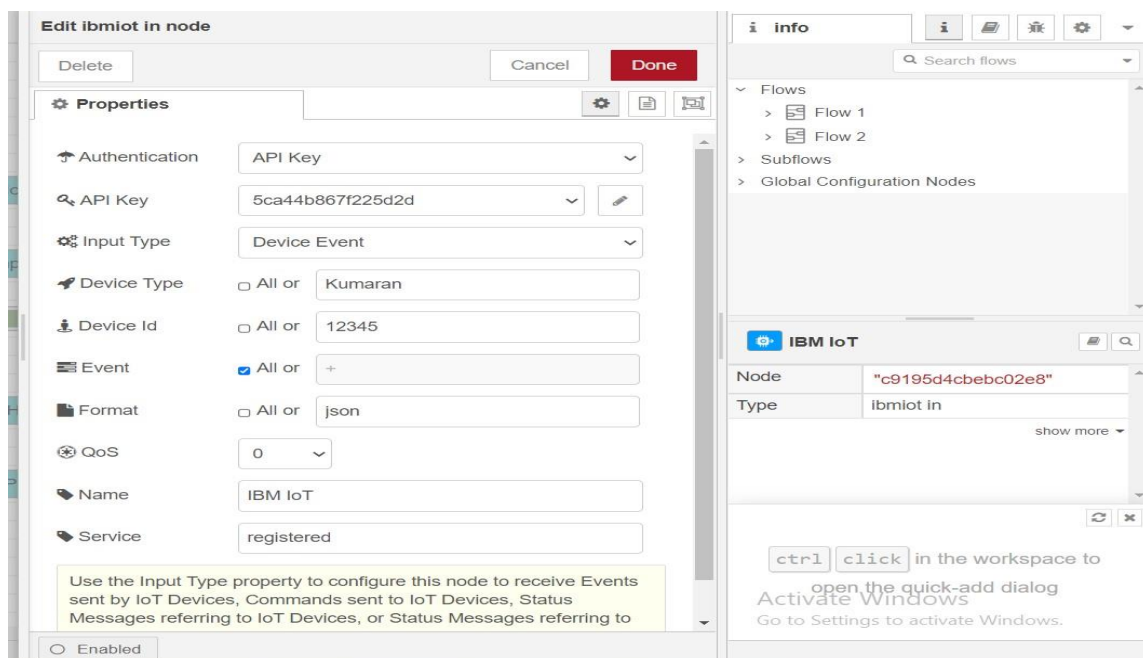 Edit ibmiot in node
Delete
Cancel
Done
Properties
Authentication
API Key
API Key
5ca44b867f225d2d
Input Type
Device Event
Device Type
All or
Kumaran
Device Id
All or
12345
Event
All or
+
Format
All or
json
QoS
0
Name
IBM IoT
Service
registered
Use the Input Type property to configure this node to receive Events
sent by IoT Devices, Commands sent to IoT Devices, Status
Messages referring to IoT Devices, or Status Messages referring to
Enabled
i info
i
Search flows
Flows
Flow 1
Flow 2
Subflows
Global Configuration Nodes
IBM IoT
Node
"c9195d4cbebc02e8"
Type
ibmiot in
show more
ctrl click in the workspace to
open the quick-add dialog
Activate Windows
Go to Settings to activate Windows.